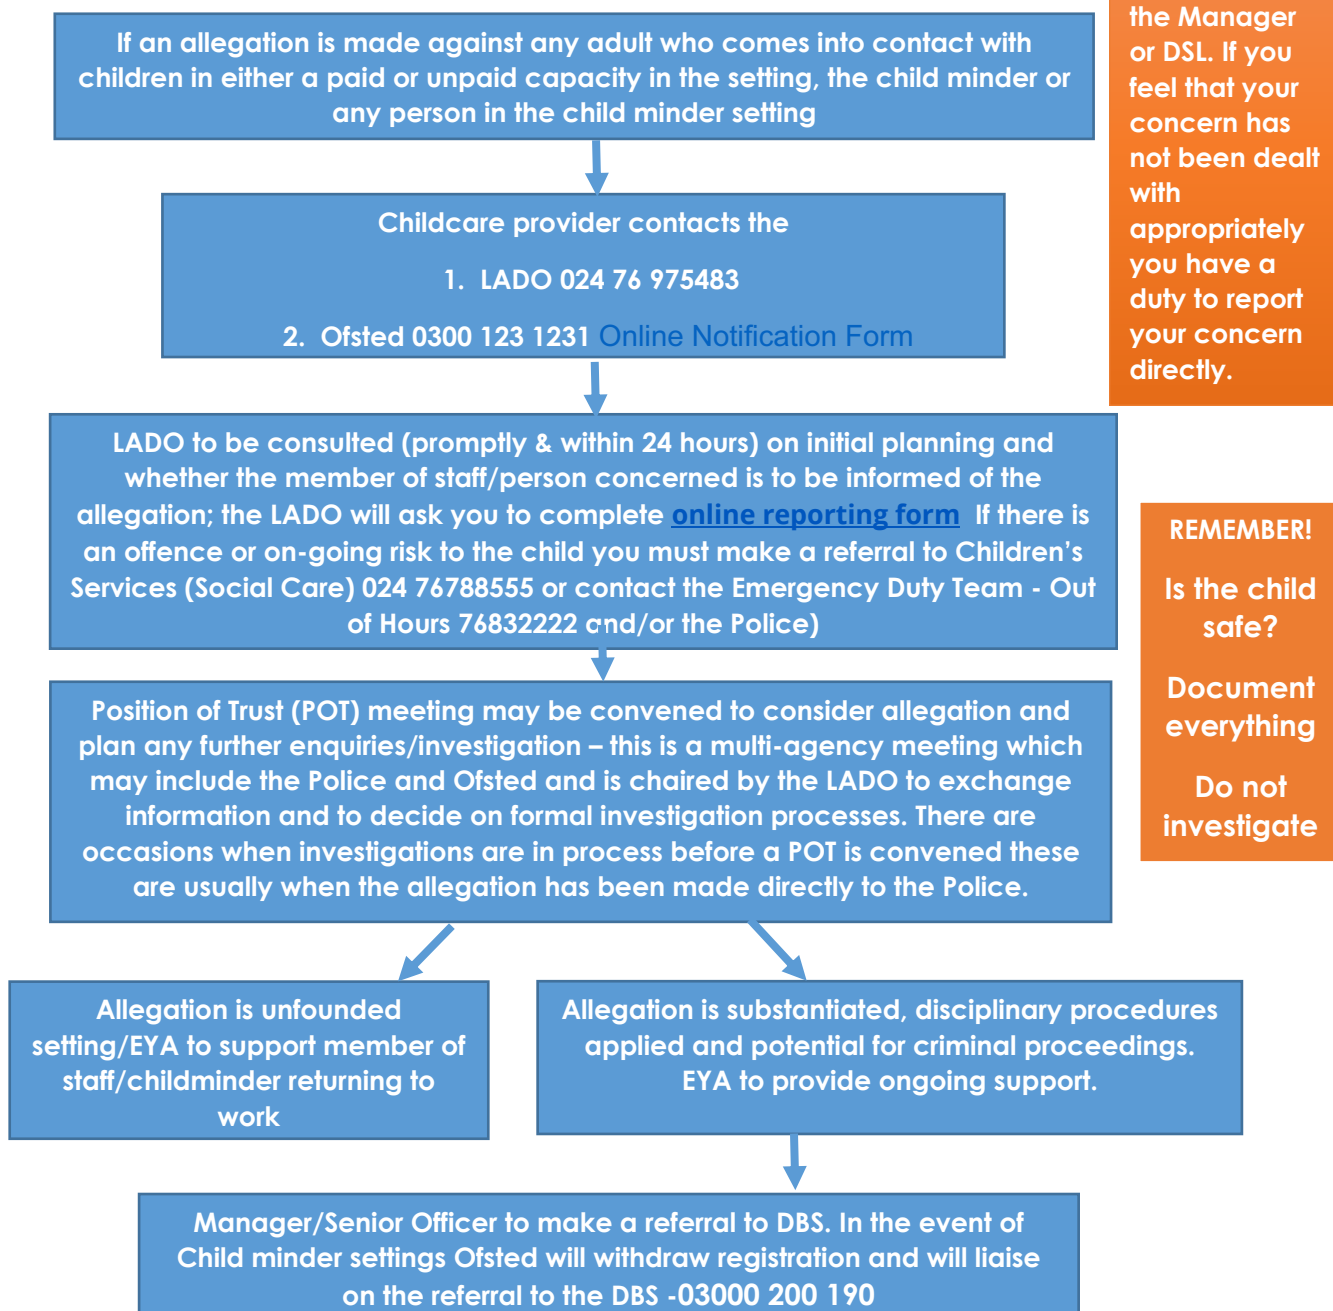 If an allegation is made against any adult who comes into contact with
children in either a paid or unpaid capacity in the setting, the child minder or
any person in the child minder setting
the Manager
or DSL. If you
feel that your
concern has
not been dealt
with
appropriately
you have a
duty to report
your concern
directly.
Childcare provider contacts the
1. LADO 024 76 975483
2. Ofsted 0300 123 1231 Online Notification Form
LADO to be consulted (promptly & within 24 hours) on initial planning and
whether the member of staff/person concerned is to be informed of the
allegation; the LADO will ask you to complete online reporting form If there is
an offence or on-going risk to the child you must make a referral to Children's
Services (Social Care) 024 76788555 or contact the Emergency Duty Team - Out
of Hours 76832222 and/or the Police)
REMEMBER!
Is the child
safe?
Document
everything
Do not
investigate
Position of Trust (POT) meeting may be convened to consider allegation and
plan any further enquiries/investigation – this is a multi-agency meeting which
may include the Police and Ofsted and is chaired by the LADO to exchange
information and to decide on formal investigation processes. There are
occasions when investigations are in process before a POT is convened these
are usually when the allegation has been made directly to the Police.
Allegation is unfounded
setting/EYA to support member of
staff/childminder returning to
work
Allegation is substantiated, disciplinary procedures
applied and potential for criminal proceedings.
EYA to provide ongoing support.
Manager/Senior Officer to make a referral to DBS. In the event of
Child minder settings Ofsted will withdraw registration and will liaise
on the referral to the DBS -03000 200 190